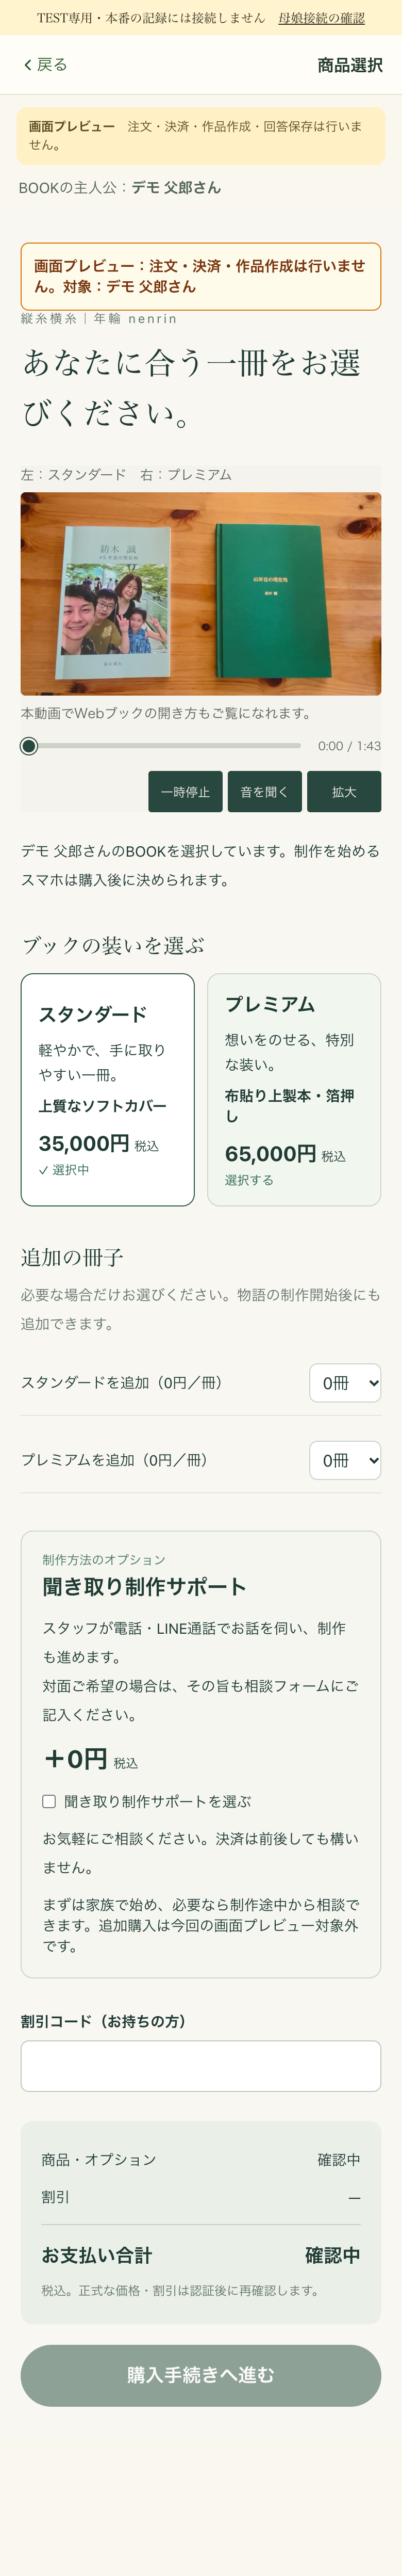 TEST専用・本番の記録には接続しません 母娘接続の確認
戻る
商品選択
画面プレビュー 注文・決済・作品作成・回答保存は行いま
せん。
BOOKの主人公：デモ 父郎さん
画面プレビュー：注文・決済・作品作成は行いませ
ん。対象：デモ 父郎さん
縦糸横糸｜年輪 nenrin
あなたに合う一冊をお選
びください。
左：スタンダード 右：プレミアム
紡木 誠
本動画でWebブックの開き方もご覧になれます。
0:00 / 1:43
一時停止
音を聞く
拡大
デモ 父郎さんのBOOKを選択しています。制作を始める
スマホは購入後に決められます。
ブックの装いを選ぶ
スタンダード
軽やかで、手に取り
やすい一冊。
上質なソフトカバー
35,000円 税込
✓ 選択中
プレミアム
想いをのせる、特別
な装い。
布貼り上製本・箔押
し
65,000円 税込
選択する
追加の冊子
必要な場合だけお選びください。物語の制作開始後にも
追加できます。
スタンダードを追加（0円／冊）
0冊
プレミアムを追加（0円／冊）
0冊
制作方法のオプション
聞き取り制作サポート
スタッフが電話・LINE通話でお話を伺い、制作
も進めます。
対面ご希望の場合は、その旨も相談フォームにご
記入ください。
＋0円 税込
聞き取り制作サポートを選ぶ
お気軽にご相談ください。決済は前後しても構い
ません。
まずは家族で始め、必要なら制作途中から相談で
きます。追加購入は今回の画面プレビュー対象外
です。
割引コード（お持ちの方）
商品・オプション
確認中
割引
—
お支払い合計
確認中
税込。正式な価格・割引は認証後に再確認します。
購入手続きへ進む